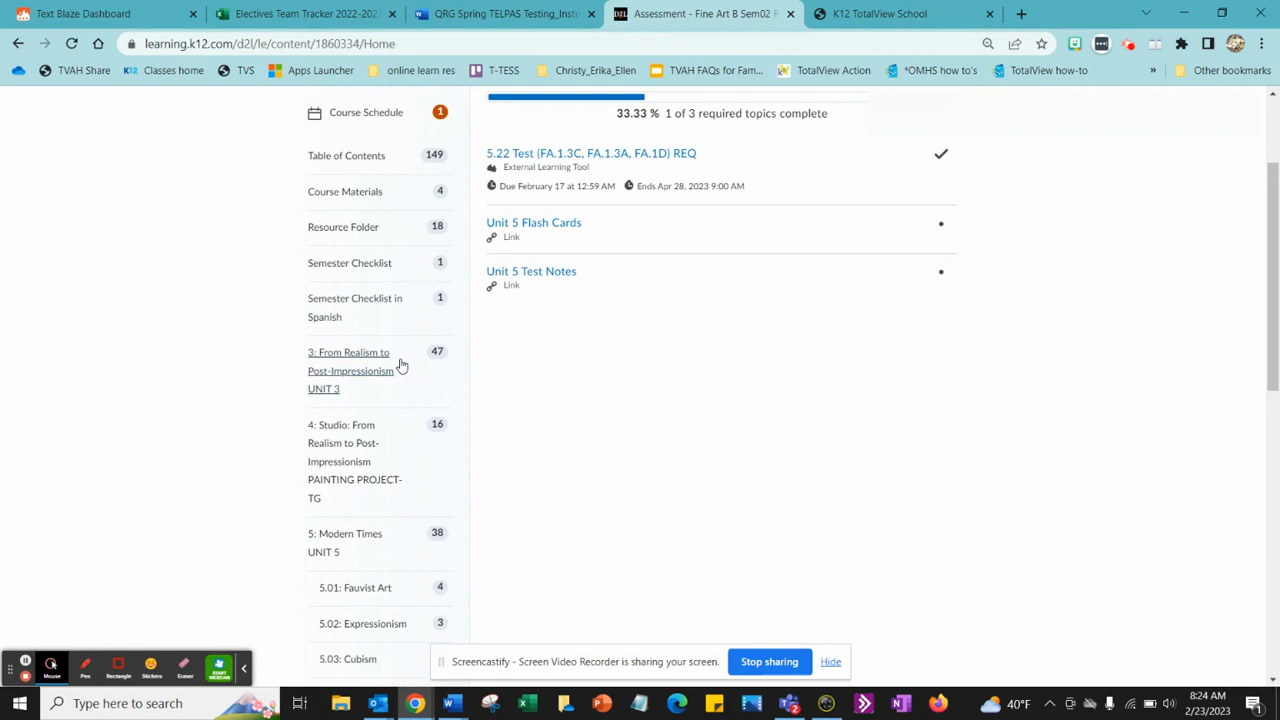 Text Blaze Dashboard
Electives Team Tracker 2022-202
QRG Spring TELPAS Testing_Instr
Assessment - Fine Art B Sem02 R
K12 TotalView School
learning.k12.com/d2l/le/content/1860334/Home
TVAH Share
K12 Classes home
TVS
Apps Launcher
online learn res
T-TESS
Christy_Erika_Ellen
TVAH FAQs for Fam...
TotalView Action
*OMHS how to's
TotalView how-to
»
Other bookmarks
Course Schedule 1
Table of Contents 149
Course Materials 4
Resource Folder 18
Semester Checklist 1
Semester Checklist in 1
Spanish
3: From Realism to 47
Post-Impressionism
UNIT 3
4: Studio: From 16
Realism to Post-
Impressionism
PAINTING PROJECT-
TG
5: Modern Times 38
UNIT 5
5.01: Fauvist Art 4
5.02: Expressionism 3
5.03: Cubism
33.33 % 1 of 3 required topics complete
5.22 Test (FA.1.3C, FA.1.3A, FA.1D) REQ
External Learning Tool
Due February 17 at 12:59 AM Ends Apr 28, 2023 9:00 AM
Unit 5 Flash Cards
Link
Unit 5 Test Notes
Link
Mouse
Pen
Rectangle
Stickers
Eraser
START WEBCAM
Screencastify - Screen Video Recorder is sharing your screen.
Stop sharing
Hide
Type here to search
40°F
8:24 AM
2/23/2023